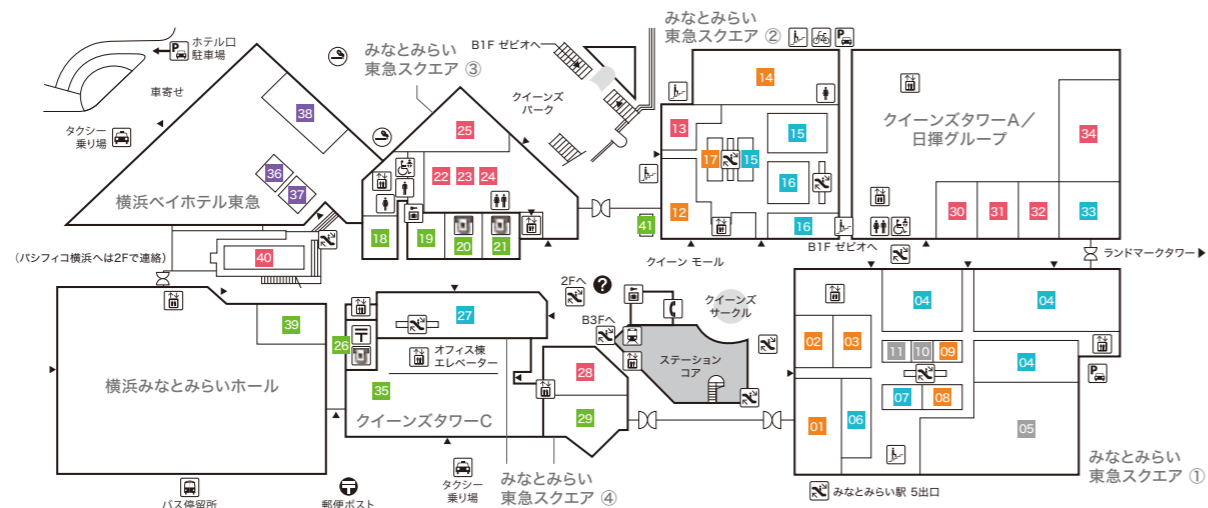 ホテル口
駐車場
車寄せ
タクシー
乗り場
横浜ベイホテル東急
38
36
37
みなとみらい
東急スクエア ③
25
22 23 24
18 19 20 21
B1F ゼビオへ
クイーンズ
パーク
みなとみらい
東急スクエア ②
14
13
17 15 15
16
12 16
41
クイーンズタワーA／
日揮グループ
34
30 31 32 33
B1F ゼビオへ
ランドマークタワー
クイーン モール
(パシフィコ横浜へは2Fで連絡)
40
39
横浜みなとみらいホール
バス停留所
郵便ポスト
26
27
オフィス棟
エレベーター
35
クイーンズタワーC
28
29
タクシー
乗り場
みなとみらい
東急スクエア ④
2Fへ
?
B3Fへ
クイーンズ
サークル
ステーション
コア
04 04
02 03
11 10 09
04
07 08
01 06 05
みなとみらい
東急スクエア ①
みなとみらい駅 5出口
P
P
P
〒